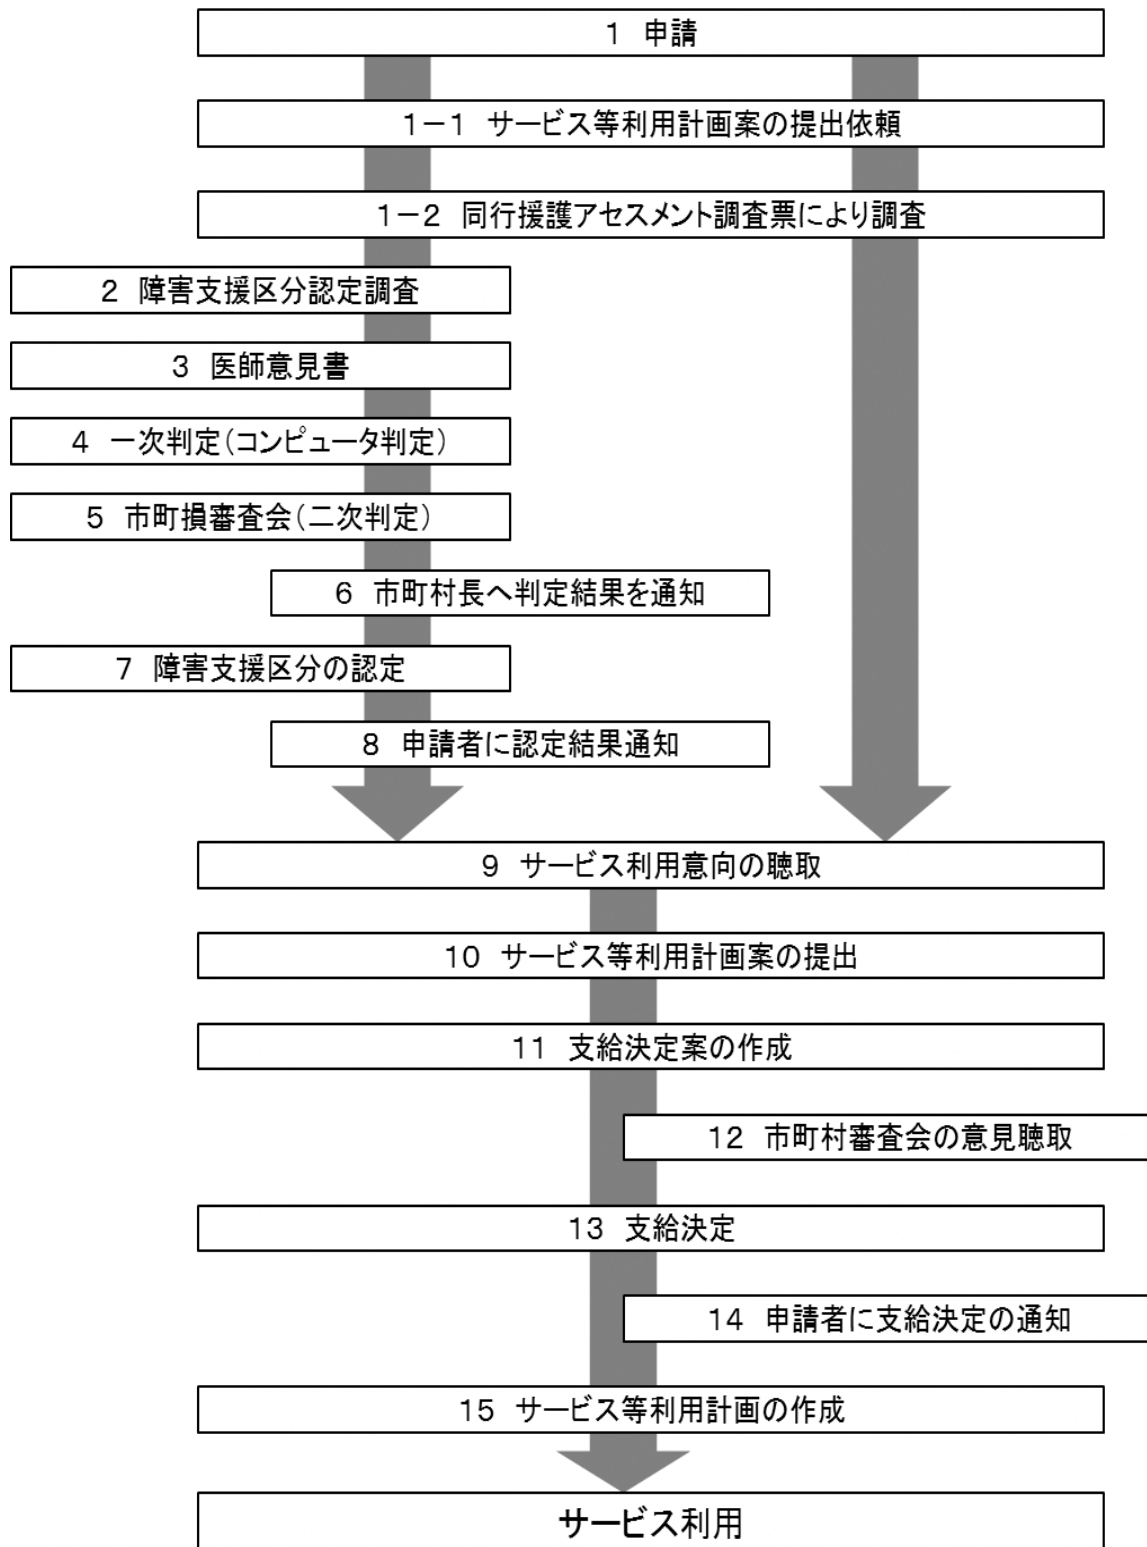 1 申請
1-1 サービス等利用計画案の提出依頼
1-2 同行援護アセスメント調査票により調査
2 障害支援区分認定調査
3 医師意見書
4 一次判定(コンピュータ判定)
5 市町損審査会(二次判定)
6 市町村長へ判定結果を通知
7 障害支援区分の認定
8 申請者に認定結果通知
9 サービス利用意向の聴取
10 サービス等利用計画案の提出
11 支給決定案の作成
12 市町村審査会の意見聴取
13 支給決定
14 申請者に支給決定の通知
15 サービス等利用計画の作成
サービス利用